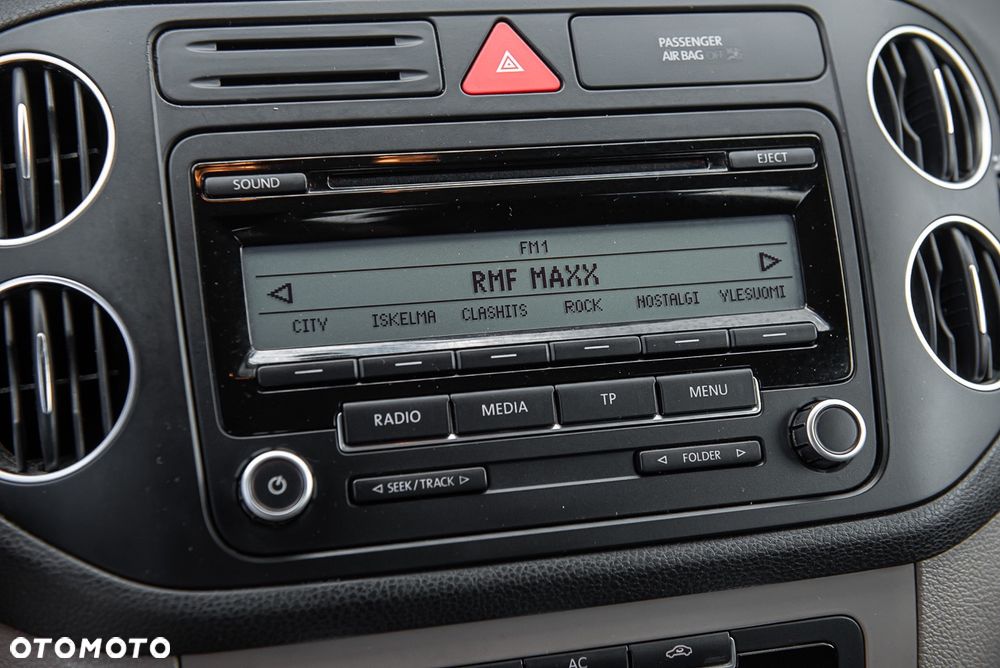 PASSENGER
AIR BAG OFF
SOUND
EJECT
FM1
RMF MAXX
CITY ISKELMA CLASHITS ROCK NOSTALGI YLESUOMI
RADIO MEDIA TP MENU
SEEK/TRACK
FOLDER
AC
OTOMOTO